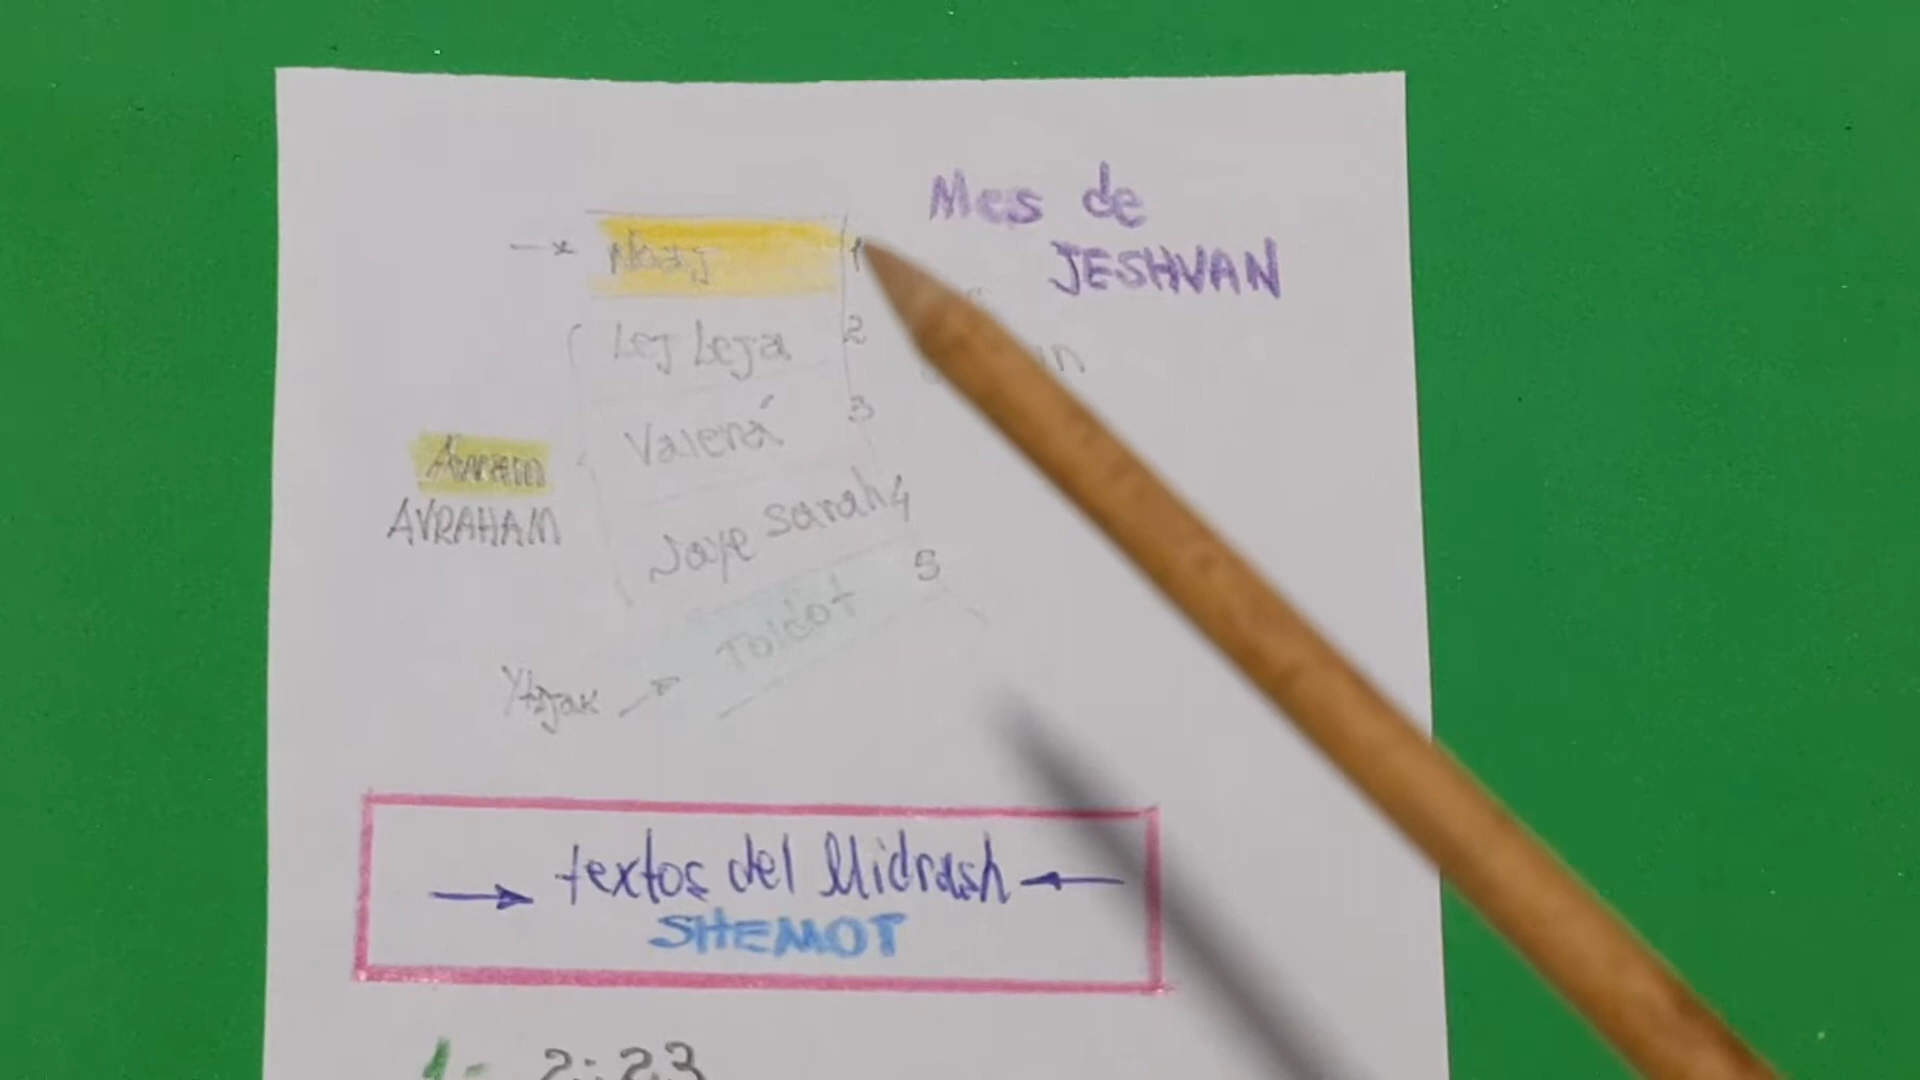 Mes de
JESHVAN
Noaj 1
Lej Leja 2
Vaierá 3
Avram
AVRAHAM
Jaye Sarah 4
Toldot 5
Ytzjak
textos del Midrash
SHEMOT
1- 2:23